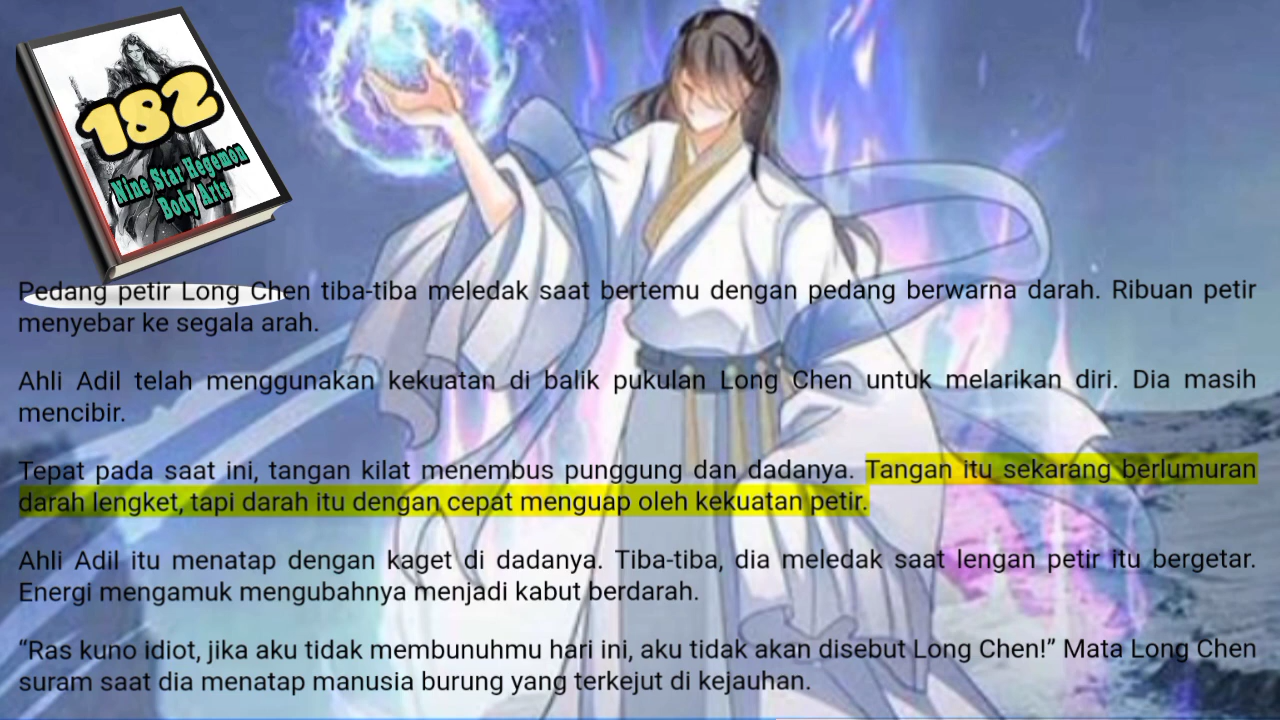 182
Nine Star Hegemon
Body Arts
Pedang petir Long Chen tiba-tiba meledak saat bertemu dengan pedang berwarna darah. Ribuan petir
menyebar ke segala arah.
Ahli Adil telah menggunakan kekuatan di balik pukulan Long Chen untuk melarikan diri. Dia masih
mencibir.
Tepat pada saat ini, tangan kilat menembus punggung dan dadanya. Tangan itu sekarang berlumuran
darah lengket, tapi darah itu dengan cepat menguap oleh kekuatan petir.
Ahli Adil itu menatap dengan kaget di dadanya. Tiba-tiba, dia meledak saat lengan petir itu bergetar.
Energi mengamuk mengubahnya menjadi kabut berdarah.
“Ras kuno idiot, jika aku tidak membunuhmu hari ini, aku tidak akan disebut Long Chen!” Mata Long Chen
suram saat dia menatap manusia burung yang terkejut di kejauhan.